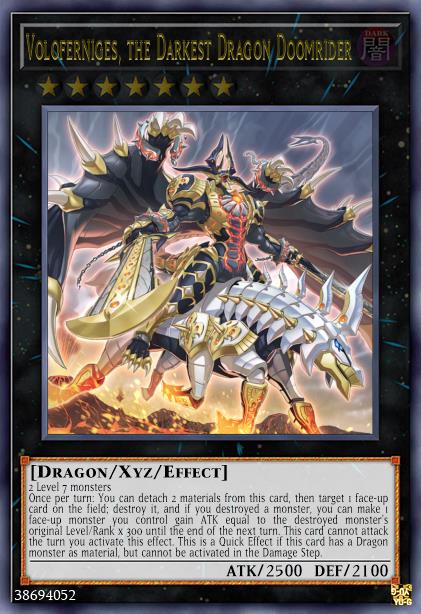 Voloferniges, the Darkest Dragon Doomrider
DARK
闇
[Dragon/Xyz/Effect]
2 Level 7 monsters
Once per turn: You can detach 2 materials from this card, then target 1 face-up
card on the field; destroy it, and if you destroyed a monster, you can make 1
face-up monster you control gain ATK equal to the destroyed monster's
original Level/Rank x 300 until the end of the next turn. This card cannot attack
the turn you activate this effect. This is a Quick Effect if this card has a Dragon
monster as material, but cannot be activated in the Damage Step.
ATK/2500 DEF/2100
38694052